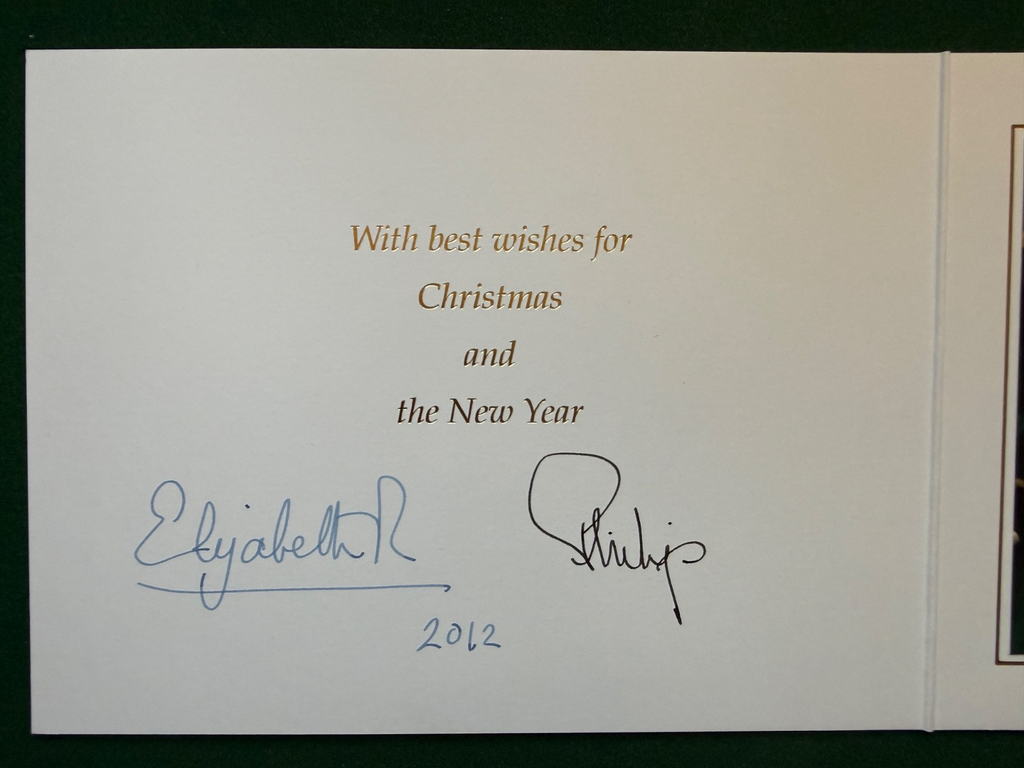 With best wishes for
Christmas
and
the New Year
Elizabeth R Philip
2012